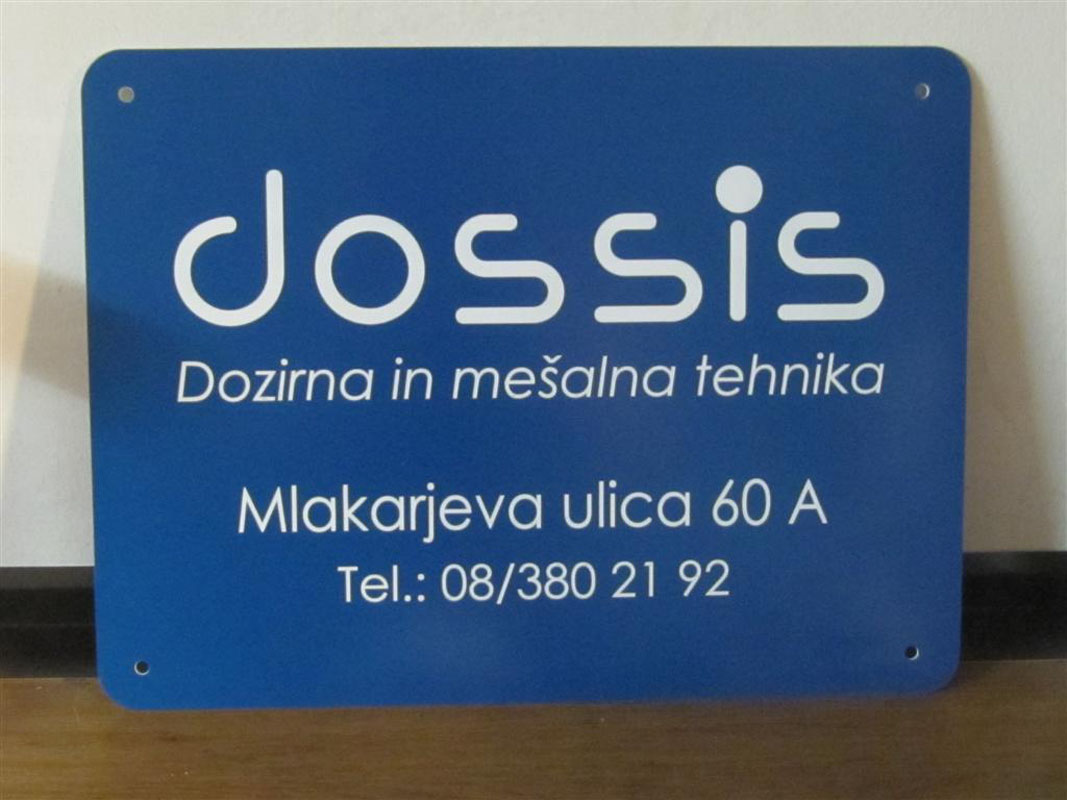 dossis
Dozirna in mešalna tehnika
Mlakarjeva ulica 60 A
Tel.: 08/380 21 92